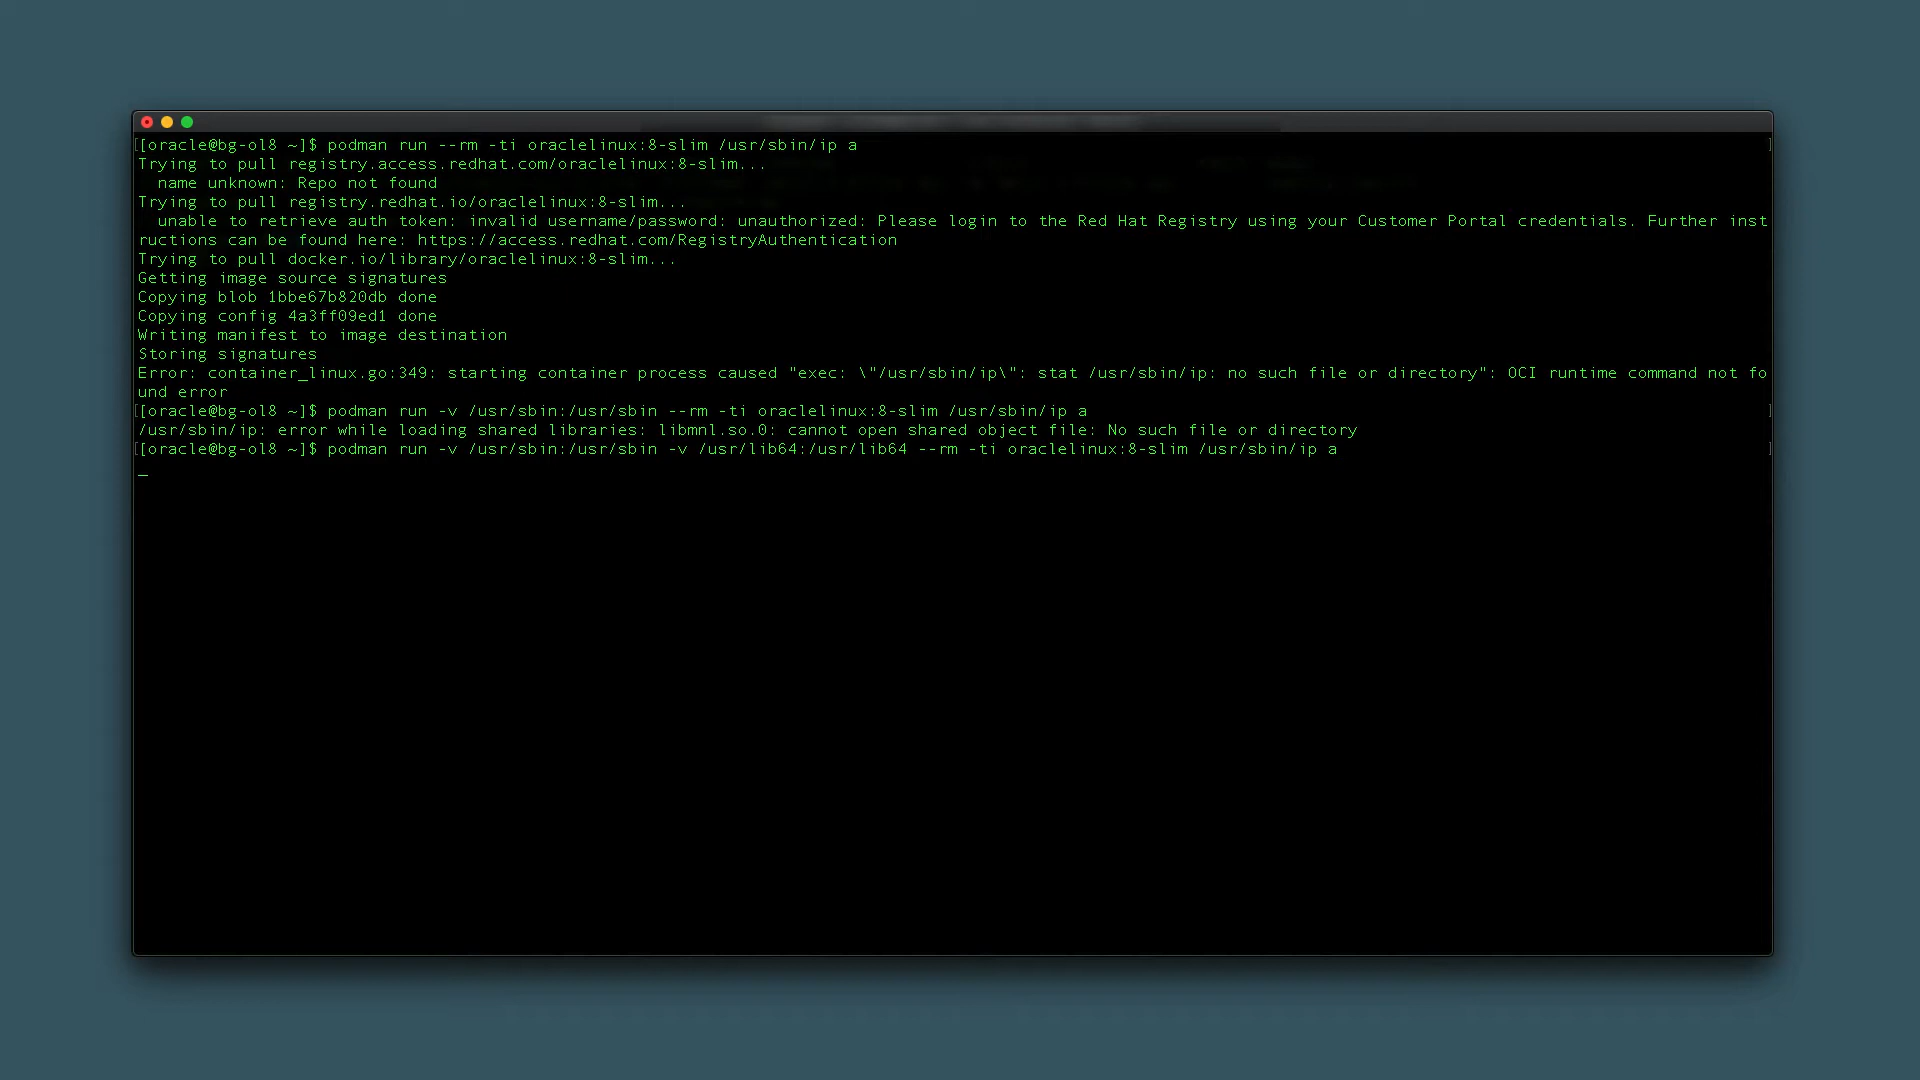 [[oracle@bg-ol8 ~]$ podman run --rm -ti oraclelinux:8-slim /usr/sbin/ip a ]
Trying to pull registry.access.redhat.com/oraclelinux:8-slim...
  name unknown: Repo not found
Trying to pull registry.redhat.io/oraclelinux:8-slim...
  unable to retrieve auth token: invalid username/password: unauthorized: Please login to the Red Hat Registry using your Customer Portal credentials. Further inst
ructions can be found here: https://access.redhat.com/RegistryAuthentication
Trying to pull docker.io/library/oraclelinux:8-slim...
Getting image source signatures
Copying blob 1bbe67b820db done
Copying config 4a3ff09ed1 done
Writing manifest to image destination
Storing signatures
Error: container_linux.go:349: starting container process caused "exec: \"/usr/sbin/ip\": stat /usr/sbin/ip: no such file or directory": OCI runtime command not fo
und error
[[oracle@bg-ol8 ~]$ podman run -v /usr/sbin:/usr/sbin --rm -ti oraclelinux:8-slim /usr/sbin/ip a ]
/usr/sbin/ip: error while loading shared libraries: libmnl.so.0: cannot open shared object file: No such file or directory
[[oracle@bg-ol8 ~]$ podman run -v /usr/sbin:/usr/sbin -v /usr/lib64:/usr/lib64 --rm -ti oraclelinux:8-slim /usr/sbin/ip a ]